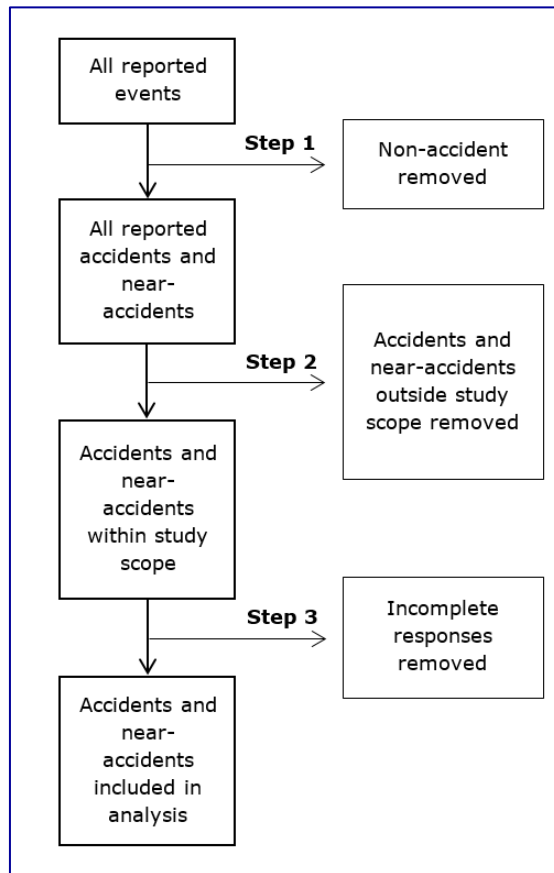 All reported
events
Step 1
Non-accident
removed
All reported
accidents and
near-
accidents
Step 2
Accidents and
near-accidents
outside study
scope removed
Accidents and
near-
accidents
within study
scope
Step 3
Incomplete
responses
removed
Accidents and
near-
accidents
included in
analysis